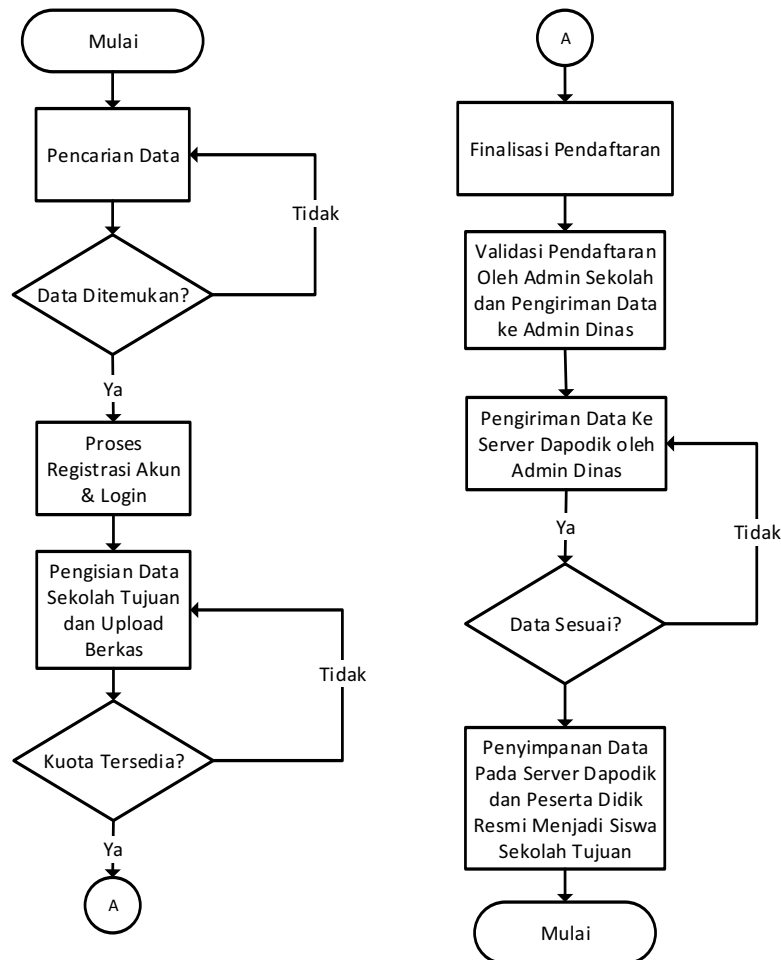 Mulai
Pencarian Data
Tidak
Data Ditemukan?
Ya
Proses
Registrasi Akun
& Login
Pengisian Data
Sekolah Tujuan
dan Upload
Berkas
Tidak
Kuota Tersedia?
Ya
A
A
Finalisasi Pendaftaran
Validasi Pendaftaran
Oleh Admin Sekolah
dan Pengiriman Data
ke Admin Dinas
Pengiriman Data Ke
Server Dapodik oleh
Admin Dinas
Ya
Tidak
Data Sesuai?
Penyimpanan Data
Pada Server Dapodik
dan Peserta Didik
Resmi Menjadi Siswa
Sekolah Tujuan
Mulai